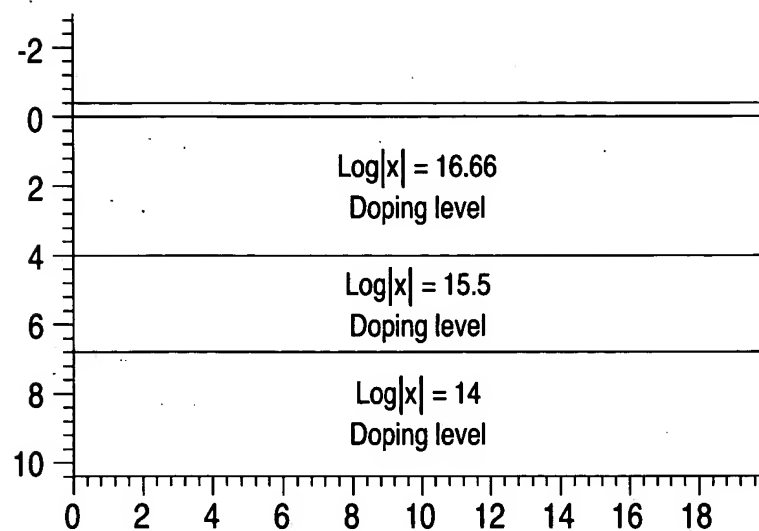 -2
0
Log|x| = 16.66
2
Doping level
4
Log|x| = 15.5
6
Doping level
8
Log|x| = 14
Doping level
10
0 2 4 6 8 10 12 14 16 18